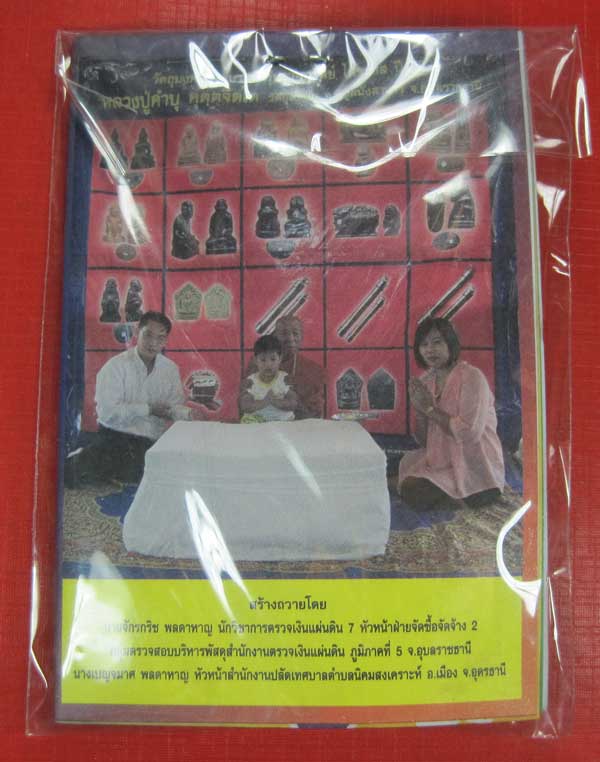 วัตถุมงคล
หลวงปู่คำบุ คุตฺตจิตฺโต
สร้างถวายโดย
นายจักรกริช พลดาหาญ นักวิชาการตรวจเงินแผ่นดิน 7 หัวหน้าฝ่ายจัดซื้อจัดจ้าง 2
ตรวจสอบบริหารพัสดุสำนักงานตรวจเงินแผ่นดิน ภูมิภาคที่ 5 จ.อุบลราชธานี
นางเบญจมาศ พลดาหาญ หัวหน้าสำนักงานปลัดเทศบาลตำบลนิคมสงเคราะห์ อ.เมือง จ.อุดรธานี